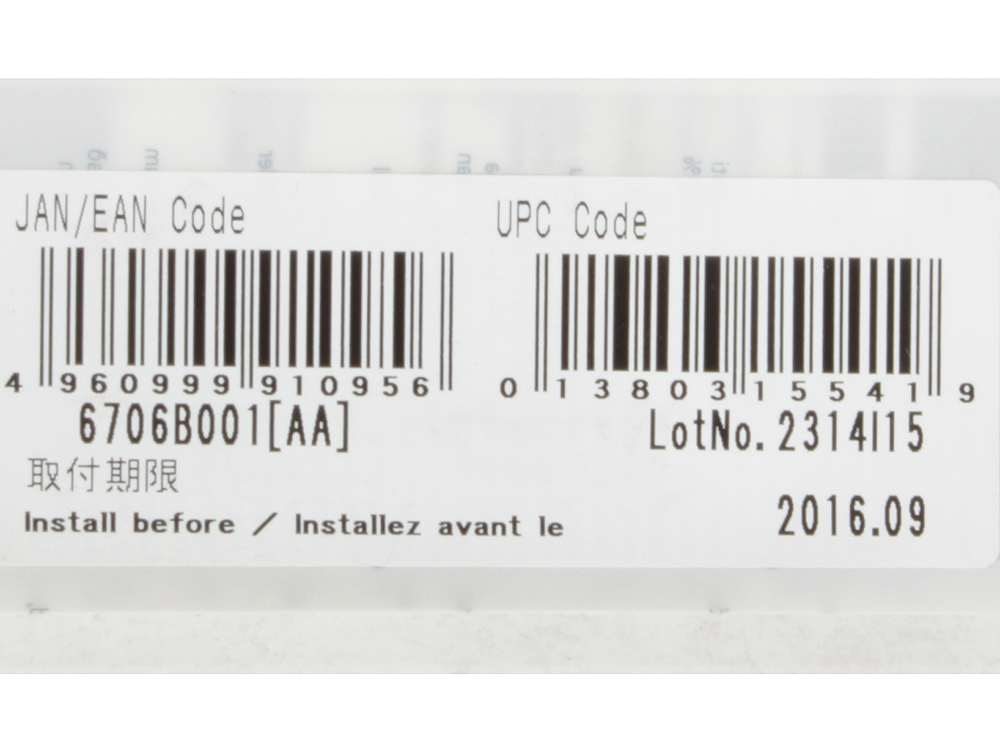 JAN/EAN Code
UPC Code
4 960999 910956
0 13803 15541 9
6706B001[AA]
LotNo. 2314I15
取付期限
Install before / Installez avant le
2016.09